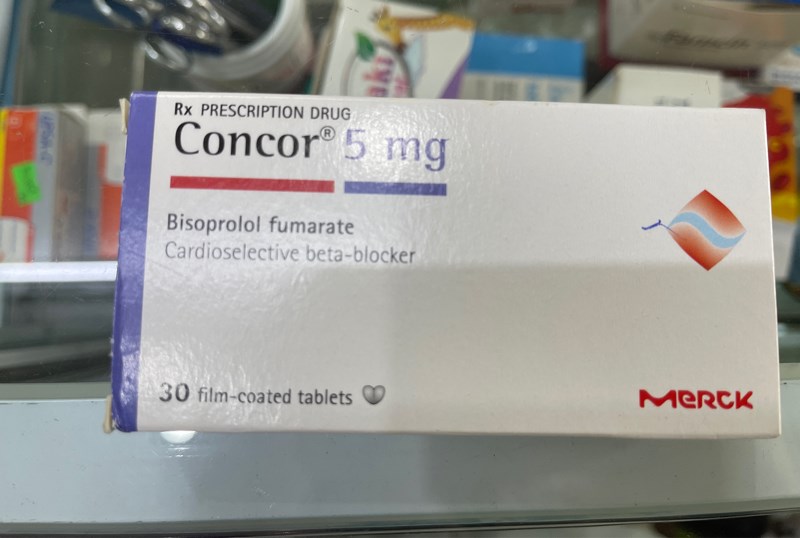 Rx PRESCRIPTION DRUG
Concor® 5 mg
Bisoprolol fumarate
Cardioselective beta-blocker
30 film-coated tablets
MERCK